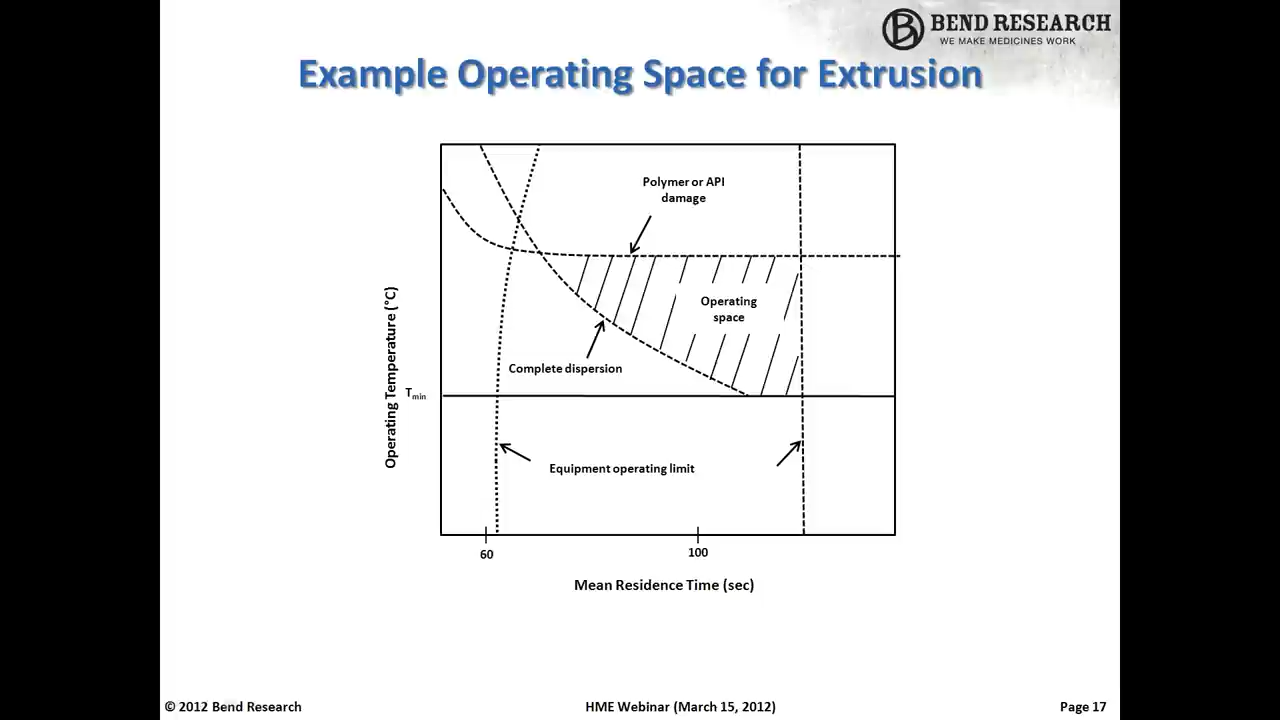 BEND RESEARCH
WE MAKE MEDICINES WORK
Example Operating Space for Extrusion
Polymer or API
damage
Operating
space
Complete dispersion
Operating Temperature (°C)
Tmin
Equipment operating limit
60
100
Mean Residence Time (sec)
© 2012 Bend Research
HME Webinar (March 15, 2012)
Page 17